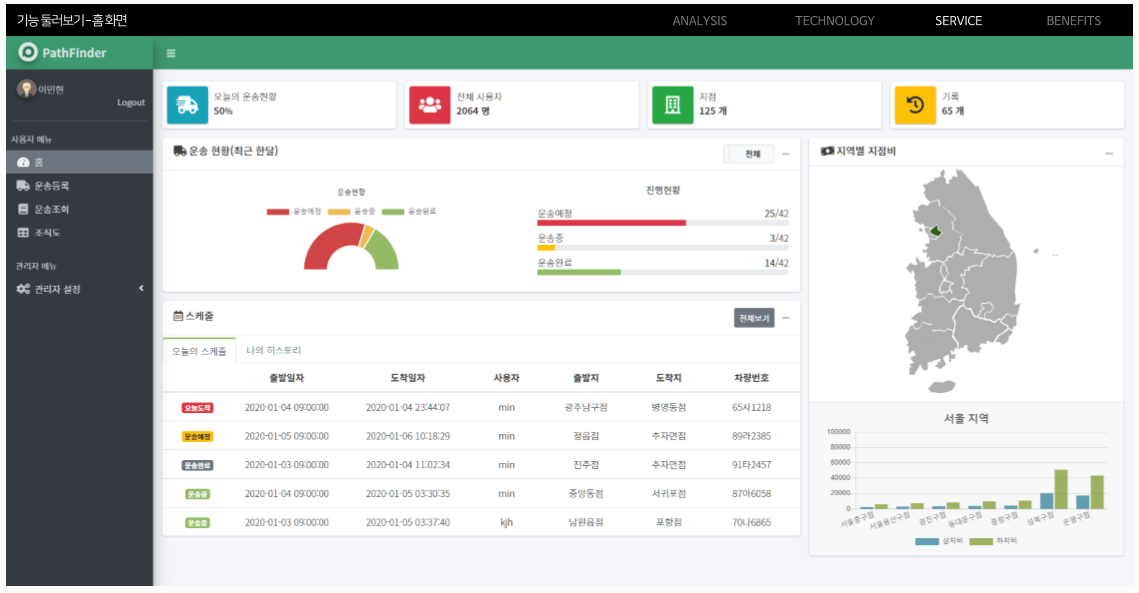 기능 둘러보기-홈 화면
ANALYSIS TECHNOLOGY SERVICE BENEFITS
PathFinder
이민현
Logout
사용자 메뉴
홈
운송등록
운송조회
조직도
관리자 메뉴
관리자 설정
오늘의 운송현황
50%
전체 사용자
2064 명
지점
125 개
기록
65 개
운송 현황(최근 한달)
전체
운송현황
운송예정 운송중 운송완료
진행현황
운송예정 25/42
운송중 3/42
운송완료 14/42
스케줄
전체보기
오늘의 스케줄 나의 히스토리
출발일자 도착일자 사용자 출발지 도착지 차량번호
오늘도착 2020-01-04 09:00:00 2020-01-04 23:44:07 min 광주남구점 병영동점 65사1218
운송예정 2020-01-05 09:00:00 2020-01-06 10:18:29 min 정읍점 추자면점 89라2385
운송완료 2020-01-03 09:00:00 2020-01-04 11:02:34 min 진주점 추자면점 91타2457
운송중 2020-01-04 09:00:00 2020-01-05 03:30:35 min 중앙동점 서귀포점 87아6058
운송중 2020-01-03 09:00:00 2020-01-05 03:37:40 kjh 남원읍점 포항점 70나6865
지역별 지점비
서울 지역
100000
80000
60000
40000
20000
0
서울중구점 서울용산구점 광진구점 동대문구점 중랑구점 성북구점 은평구점
상차비 하차비